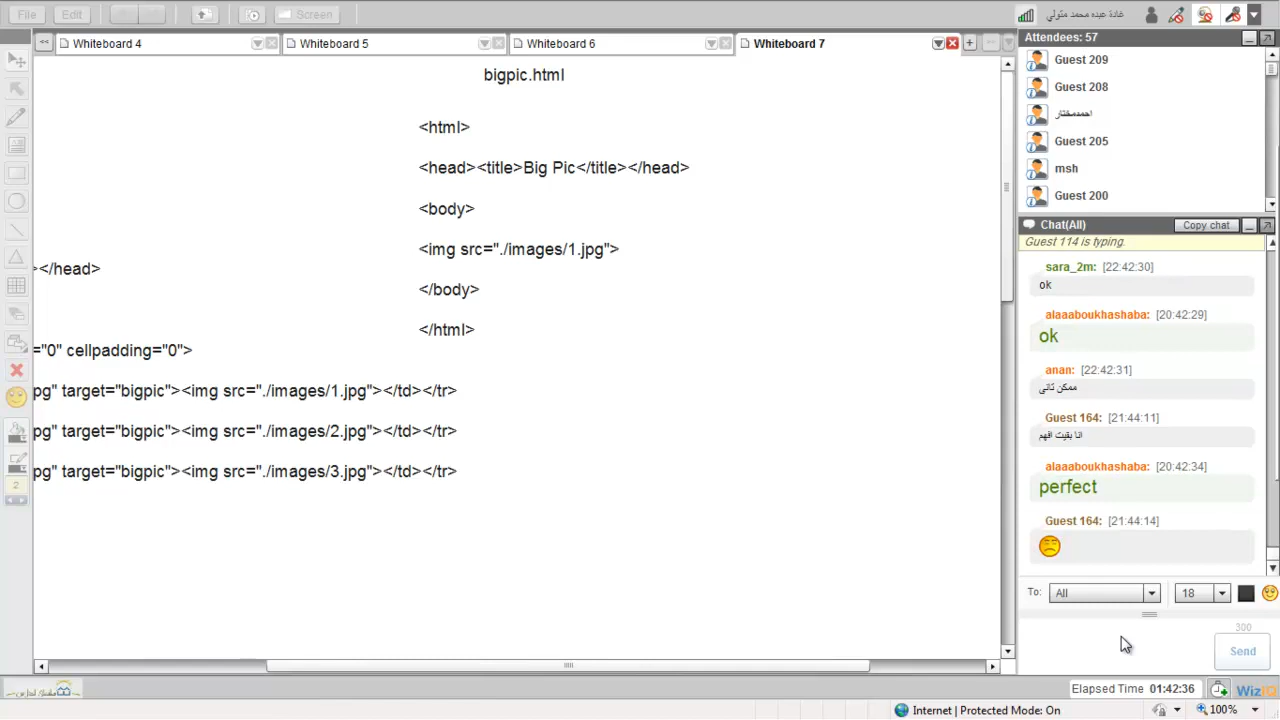 File Edit Screen غادة عبده محمد متولي
Whiteboard 4 Whiteboard 5 Whiteboard 6 Whiteboard 7
bigpic.html
<html>
<head><title>Big Pic</title></head>
<body>
<img src="./images/1.jpg">
></head>
</body>
</html>
="0" cellpadding="0">
pg" target="bigpic"><img src="./images/1.jpg"></td></tr>
pg" target="bigpic"><img src="./images/2.jpg"></td></tr>
pg" target="bigpic"><img src="./images/3.jpg"></td></tr>
2
Attendees: 57
Guest 209
Guest 208
احمدمختار
Guest 205
msh
Guest 200
Chat(All) Copy chat
Guest 114 is typing.
sara_2m: [22:42:30]
ok
alaaaboukhashaba: [20:42:29]
ok
anan: [22:42:31]
ممكن تانى
Guest 164: [21:44:11]
انا بقيت افهم
alaaaboukhashaba: [20:42:34]
perfect
Guest 164: [21:44:14]
To: All 18
300
Send
Elapsed Time 01:42:36 WizIQ
Internet | Protected Mode: On 100%